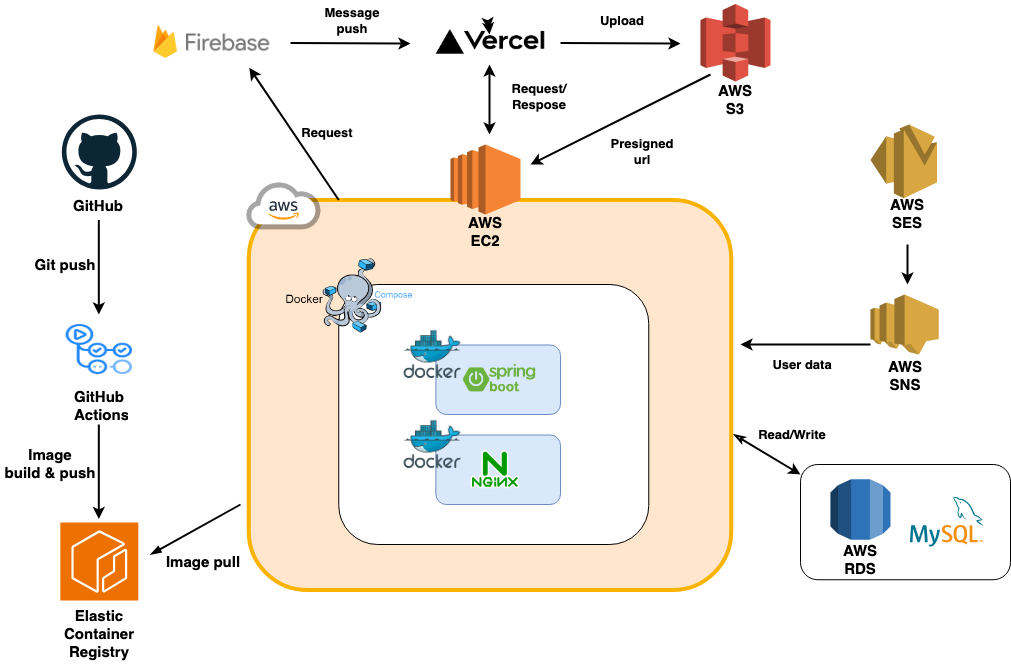 Message
push
Upload
Firebase
Vercel
AWS
S3
Request/
Respose
Request
Presigned
url
GitHub
aws
AWS
EC2
AWS
SES
Git push
Docker
Compose
docker
spring
boot
User data
AWS
SNS
GitHub
Actions
docker
NGINX
Read/Write
Image
build & push
AWS
RDS
MySQL
Image pull
Elastic
Container
Registry